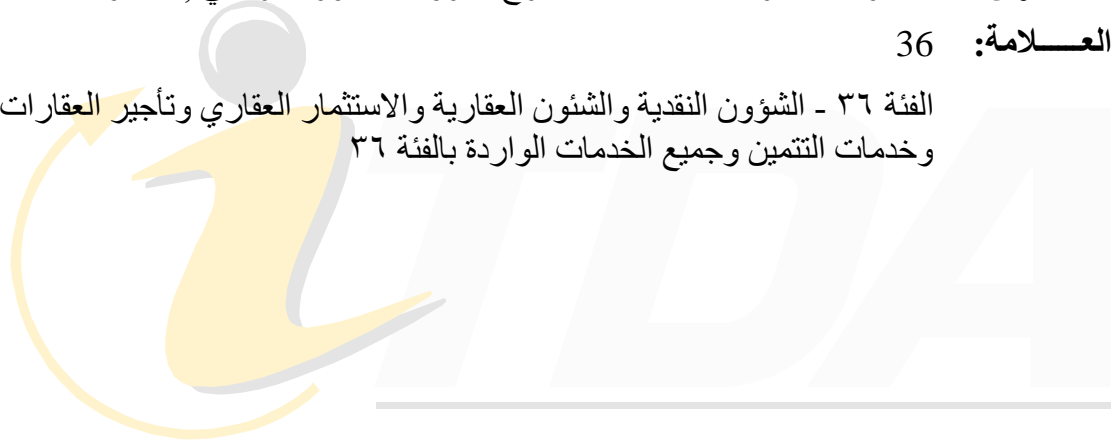 العـــــلامة: 36
الفئة ٣٦ - الشؤون النقدية والشئون العقارية والاستثمار العقاري وتأجير العقارات
وخدمات التتمين وجميع الخدمات الواردة بالفئة ٣٦
iTDA